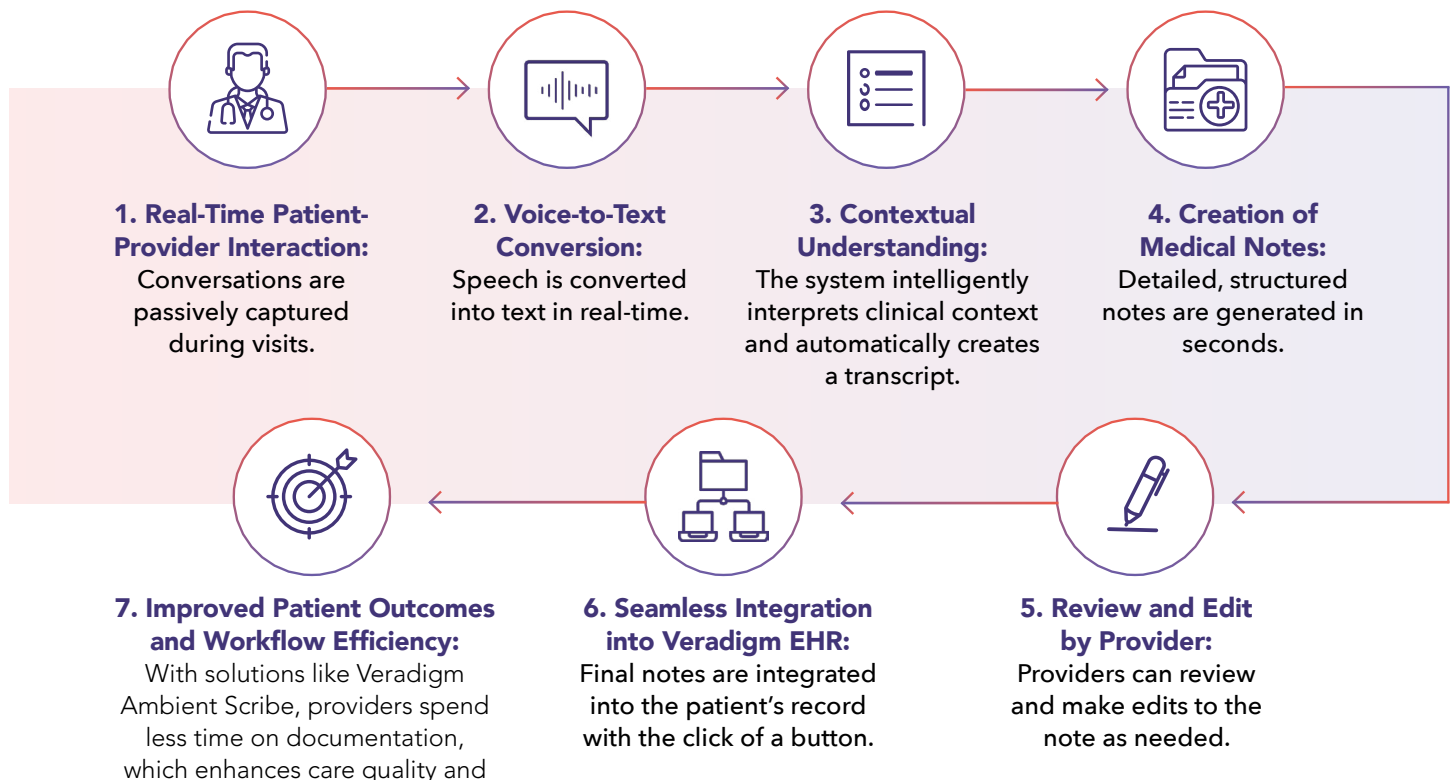 1. Real-Time Patient-
Provider Interaction:
Conversations are
passively captured
during visits.
2. Voice-to-Text
Conversion:
Speech is converted
into text in real-time.
3. Contextual
Understanding:
The system intelligently
interprets clinical context
and automatically creates
a transcript.
4. Creation of
Medical Notes:
Detailed, structured
notes are generated in
seconds.
5. Review and Edit
by Provider:
Providers can review
and make edits to the
note as needed.
6. Seamless Integration
into Veradigm EHR:
Final notes are integrated
into the patient’s record
with the click of a button.
7. Improved Patient Outcomes
and Workflow Efficiency:
With solutions like Veradigm
Ambient Scribe, providers spend
less time on documentation,
which enhances care quality and